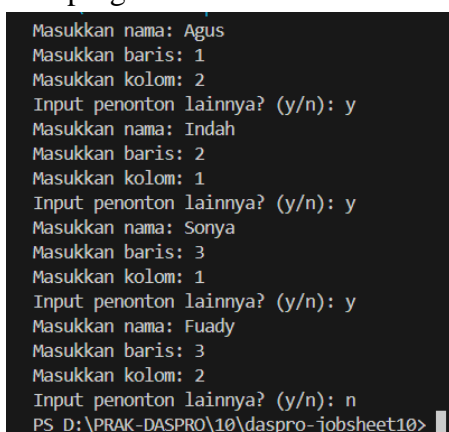 Masukkan nama: Agus
Masukkan baris: 1
Masukkan kolom: 2
Input penonton lainnya? (y/n): y
Masukkan nama: Indah
Masukkan baris: 2
Masukkan kolom: 1
Input penonton lainnya? (y/n): y
Masukkan nama: Sonya
Masukkan baris: 3
Masukkan kolom: 1
Input penonton lainnya? (y/n): y
Masukkan nama: Fuady
Masukkan baris: 3
Masukkan kolom: 2
Input penonton lainnya? (y/n): n
PS D:\PRAK-DASPRO\10\daspro-jobsheet10>